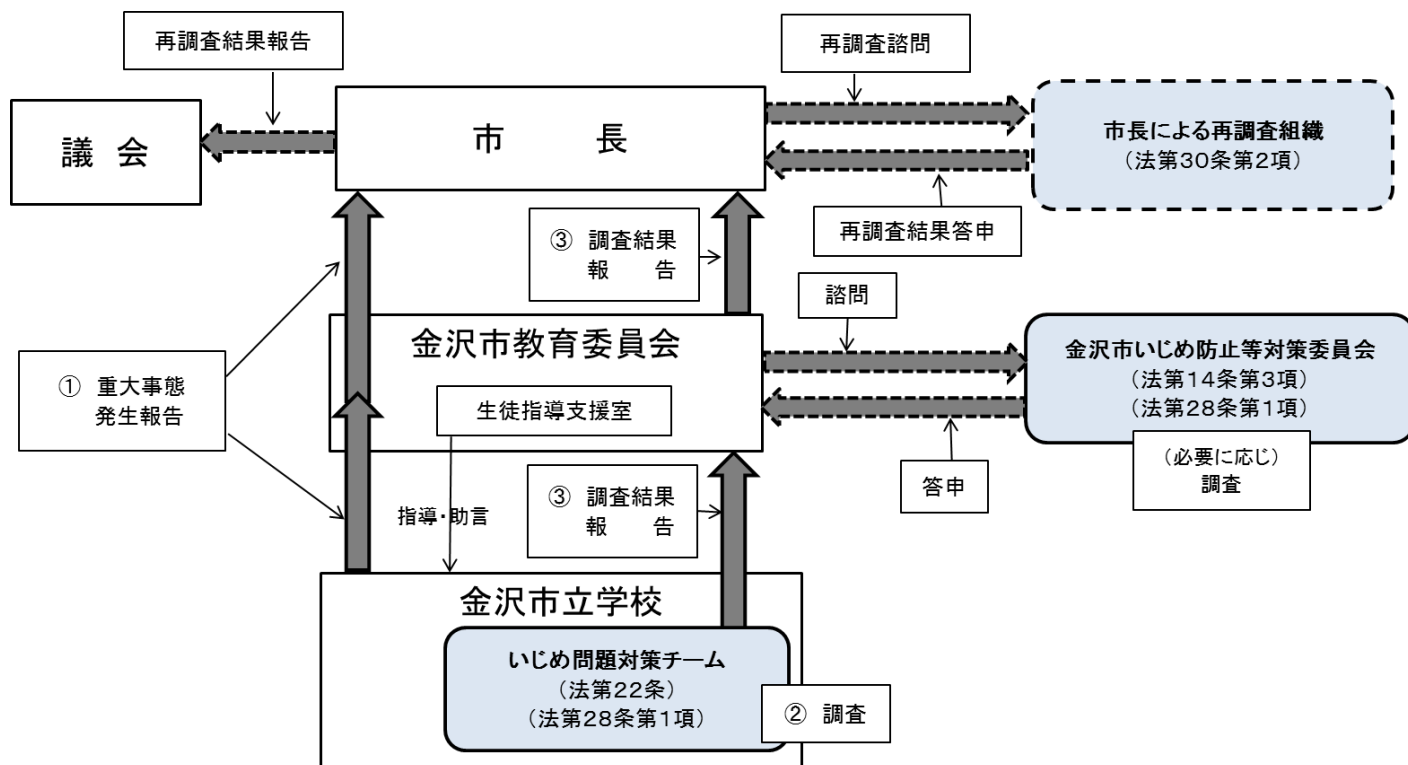 再調査結果報告
再調査諮問
議 会
市 長
市長による再調査組織
（法第30条第2項）
再調査結果答申
③ 調査結果
報 告
諮問
① 重大事態
発生報告
金沢市教育委員会
生徒指導支援室
金沢市いじめ防止等対策委員会
（法第14条第3項）
（法第28条第1項）
（必要に応じ）
調査
答申
指導・助言
③ 調査結果
報 告
金沢市立学校
いじめ問題対策チーム
（法第22条）
（法第28条第1項）
② 調査